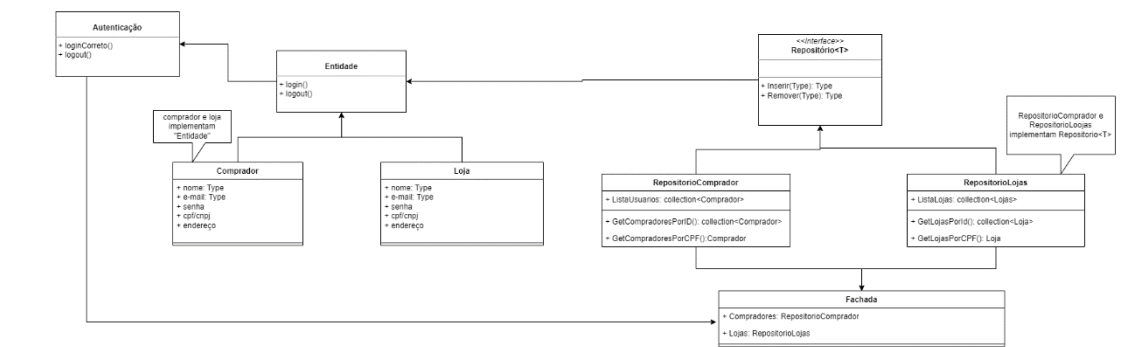 Autenticação
+ loginCorreto()
+ logout()
Entidade
+ login()
+ logout()
<<Interface>>
Repositório<T>
+ Inserir(Type): Type
+ Remover(Type): Type
comprador e loja
implementam
"Entidade"
RepositorioComprador e
RepositorioLoojas
implementam Repositorio<T>
Comprador
+ nome: Type
+ e-mail: Type
+ senha
+ cpf/cnpj
+ endereço
Loja
+ nome: Type
+ e-mail: Type
+ senha
+ cpf/cnpj
+ endereço
RepositorioComprador
+ ListaUsuarios: collection<Comprador>
+ GetCompradoresPorID(): collection<Comprador>
+ GetCompradoresPorCPF():Comprador
RepositorioLojas
+ ListaLojas: collection<Lojas>
+ GetLojasPorId(): collection<Loja>
+ GetLojasPorCPF(): Loja
Fachada
+ Compradores: RepositorioComprador
+ Lojas: RepositorioLojas